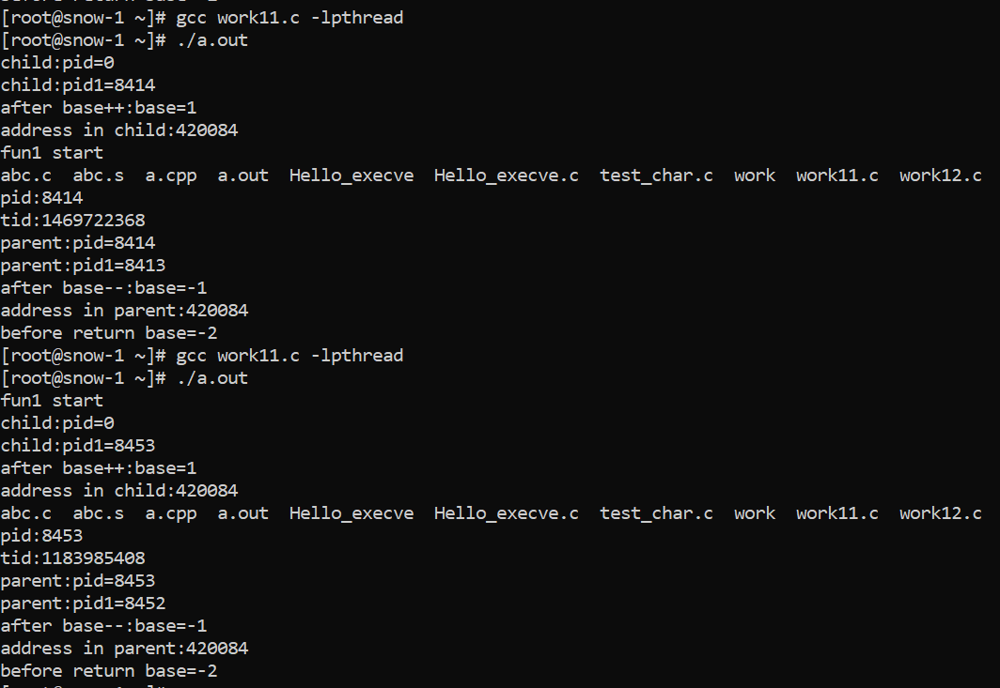 [root@snow-1 ~]# gcc work11.c -lpthread
[root@snow-1 ~]# ./a.out
child:pid=0
child:pid1=8414
after base++:base=1
address in child:420084
fun1 start
abc.c  abc.s  a.cpp  a.out  Hello_execve  Hello_execve.c  test_char.c  work  work11.c  work12.c
pid:8414
tid:1469722368
parent:pid=8414
parent:pid1=8413
after base--:base=-1
address in parent:420084
before return base=-2
[root@snow-1 ~]# gcc work11.c -lpthread
[root@snow-1 ~]# ./a.out
fun1 start
child:pid=0
child:pid1=8453
after base++:base=1
address in child:420084
abc.c  abc.s  a.cpp  a.out  Hello_execve  Hello_execve.c  test_char.c  work  work11.c  work12.c
pid:8453
tid:1183985408
parent:pid=8453
parent:pid1=8452
after base--:base=-1
address in parent:420084
before return base=-2